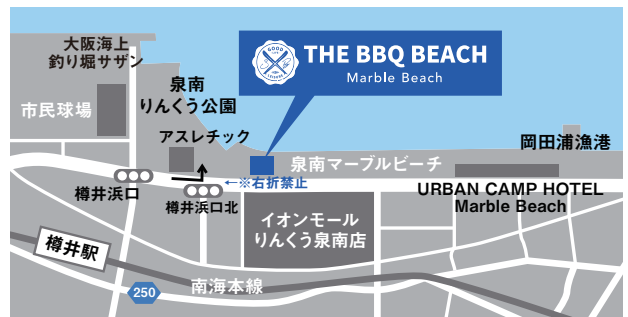 大阪海上
釣り堀サザン
THE BBQ BEACH
Marble Beach
泉南
りんくう公園
市民球場
アスレチック
岡田浦漁港
泉南マーブルビーチ
←※右折禁止
樽井浜口
樽井浜口北
URBAN CAMP HOTEL
Marble Beach
イオンモール
りんくう泉南店
樽井駅
南海本線
250